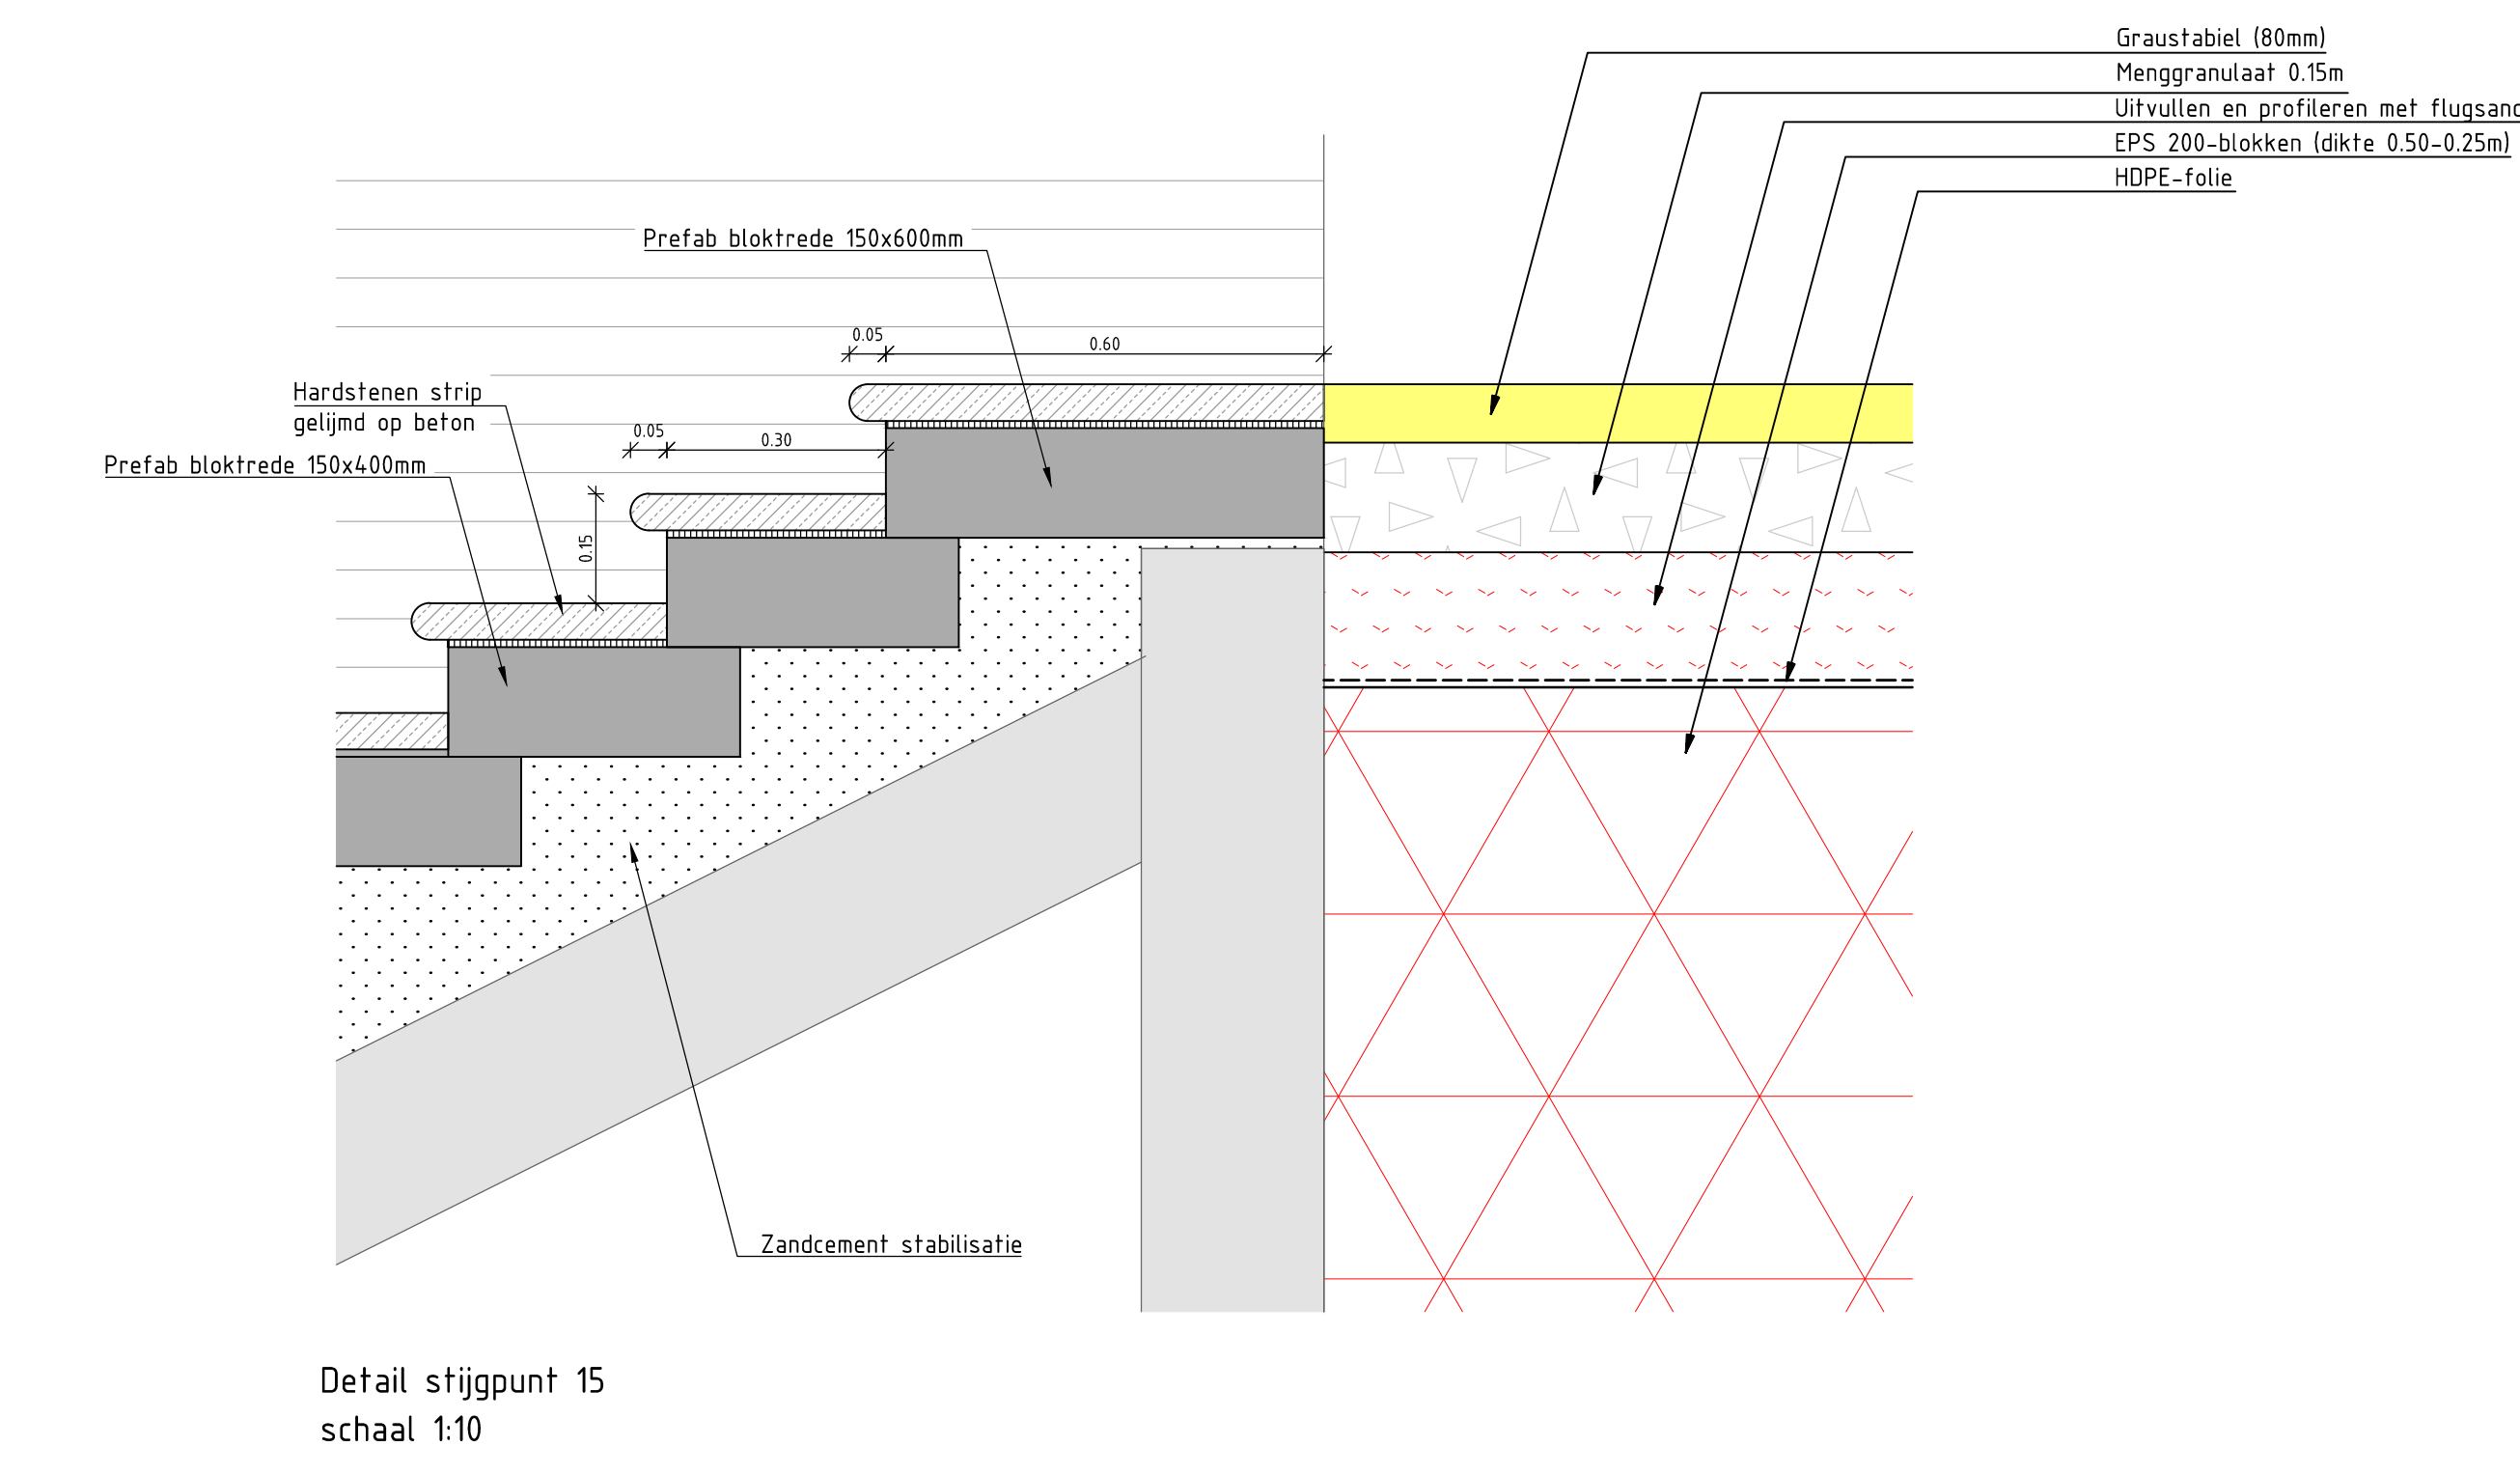 Graustabiel (80mm)
Menggranulaat 0.15m
Uitvullen en profileren met flugsand
EPS 200-blokken (dikte 0.50-0.25m)
HDPE-folie
Prefab bloktrede 150x600mm
0.05
0.60
Hardstenen strip
gelijmd op beton
0.05
0.30
Prefab bloktrede 150x400mm
0.15
Zandcement stabilisatie
Detail stijgpunt 15
schaal 1:10